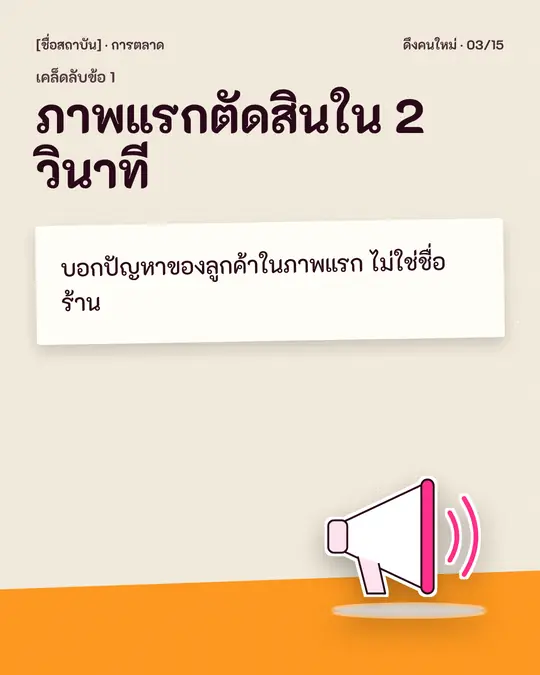 [ชื่อสถาบัน] · การตลาด
ดึงคนใหม่ · 03/15
เคล็ดลับข้อ 1
ภาพแรกตัดสินใน 2
วินาที
บอกปัญหาของลูกค้าในภาพแรก ไม่ใช่ชื่อ
ร้าน